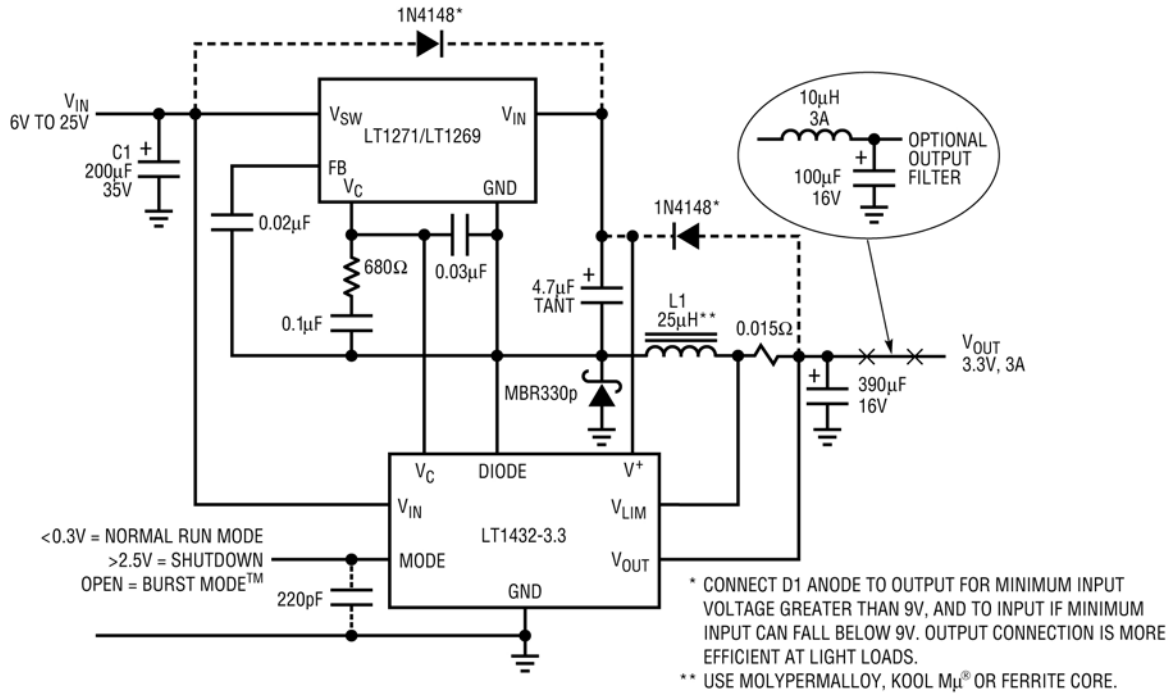 1N4148*
V_IN
6V TO 25V
C1
+
200µF
35V
V_SW
V_IN
LT1271/LT1269
FB
V_C
GND
0.02µF
680Ω
0.03µF
0.1µF
1N4148*
+
4.7µF
TANT
L1
25µH**
0.015Ω
10µH
3A
+
100µF
16V
OPTIONAL
OUTPUT
FILTER
V_OUT
3.3V, 3A
+
390µF
16V
MBR330p
V_C
DIODE
V+
V_IN
V_LIM
LT1432-3.3
MODE
V_OUT
GND
<0.3V = NORMAL RUN MODE
>2.5V = SHUTDOWN
OPEN = BURST MODE™
220pF
* CONNECT D1 ANODE TO OUTPUT FOR MINIMUM INPUT
VOLTAGE GREATER THAN 9V, AND TO INPUT IF MINIMUM
INPUT CAN FALL BELOW 9V. OUTPUT CONNECTION IS MORE
EFFICIENT AT LIGHT LOADS.
** USE MOLYPERMALLOY, KOOL Mµ® OR FERRITE CORE.